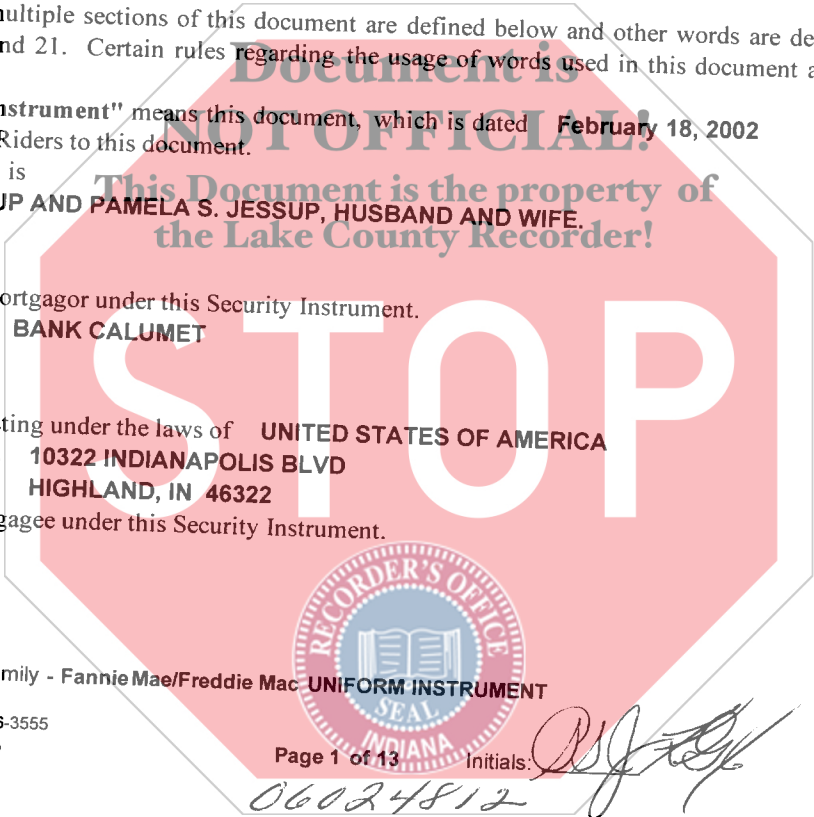 multiple sections of this document are defined below and other words are de
nd 21. Certain rules regarding the usage of words used in this document a
Document is
nstrument" means this document, which is dated February 18, 2002
NOT OFFICIAL!
Riders to this document.
is
This Document is the property of
UP AND PAMELA S. JESSUP, HUSBAND AND WIFE.
the Lake County Recorder!
ortgagor under this Security Instrument.
BANK CALUMET
STOP
ting under the laws of UNITED STATES OF AMERICA
10322 INDIANAPOLIS BLVD
HIGHLAND, IN 46322
gagee under this Security Instrument.
RECORDER'S OFFICE
mily - Fannie Mae/Freddie Mac UNIFORM INSTRUMENT
SEAL
6-3555
INDIANA
Page 1 of 13 Initials:
06024812